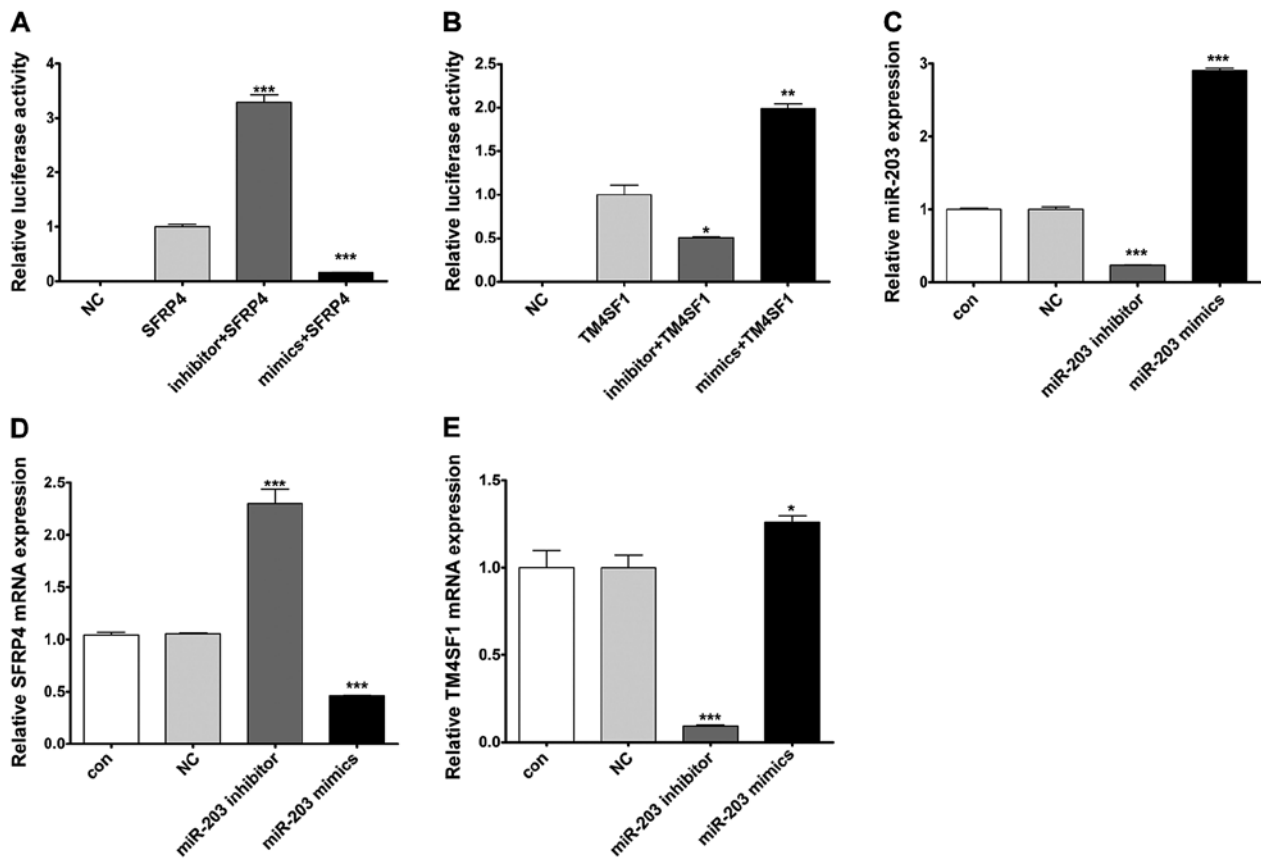 A
Relative luciferase activity
4
3
2
1
0
***
***
NC
SFRP4
inhibitor+SFRP4
mimics+SFRP4
B
Relative luciferase activity
2.5
2.0
1.5
1.0
0.5
0.0
*
**
NC
TM4SF1
inhibitor+TM4SF1
mimics+TM4SF1
C
Relative miR-203 expression
3
2
1
0
***
***
con
NC
miR-203 inhibitor
miR-203 mimics
D
Relative SFRP4 mRNA expression
2.5
2.0
1.5
1.0
0.5
0.0
***
***
con
NC
miR-203 inhibitor
miR-203 mimics
E
Relative TM4SF1 mRNA expression
1.5
1.0
0.5
0.0
***
*
con
NC
miR-203 inhibitor
miR-203 mimics